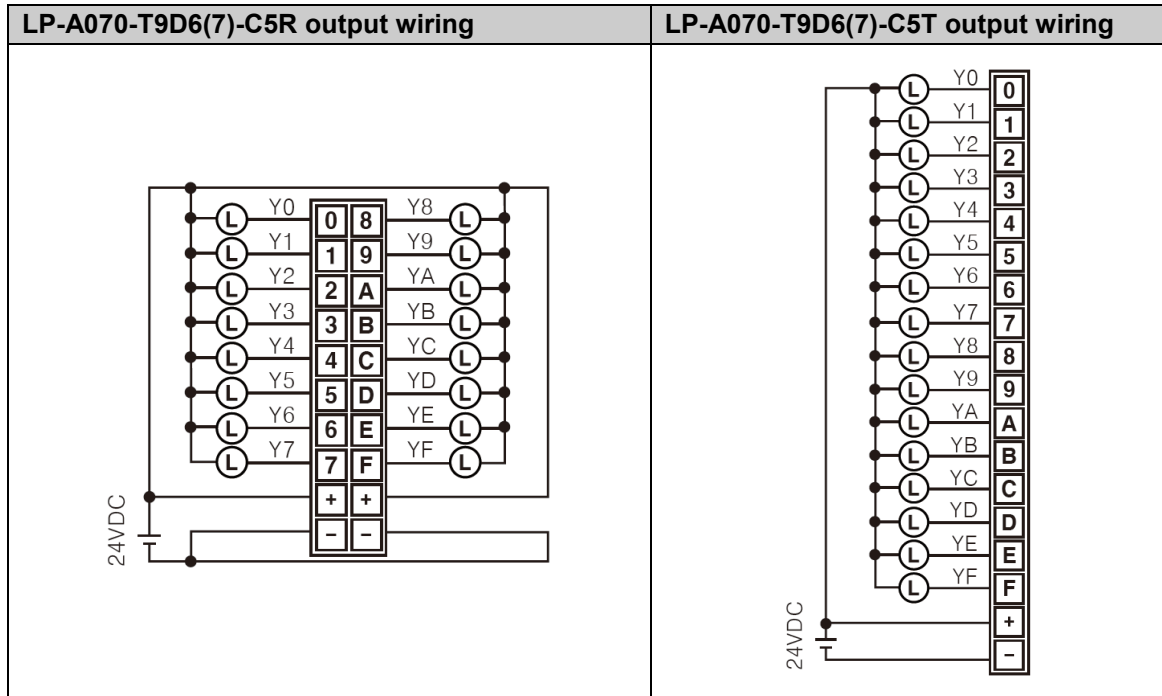 LP-A070-T9D6(7)-C5R output wiring
LP-A070-T9D6(7)-C5T output wiring
L Y0 0 8 Y8 L
L Y1 1 9 Y9 L
L Y2 2 A YA L
L Y3 3 B YB L
L Y4 4 C YC L
L Y5 5 D YD L
L Y6 6 E YE L
L Y7 7 F YF L
+ +
− −
24VDC
L Y0 0
L Y1 1
L Y2 2
L Y3 3
L Y4 4
L Y5 5
L Y6 6
L Y7 7
L Y8 8
L Y9 9
L YA A
L YB B
L YC C
L YD D
L YE E
L YF F
+
−
24VDC